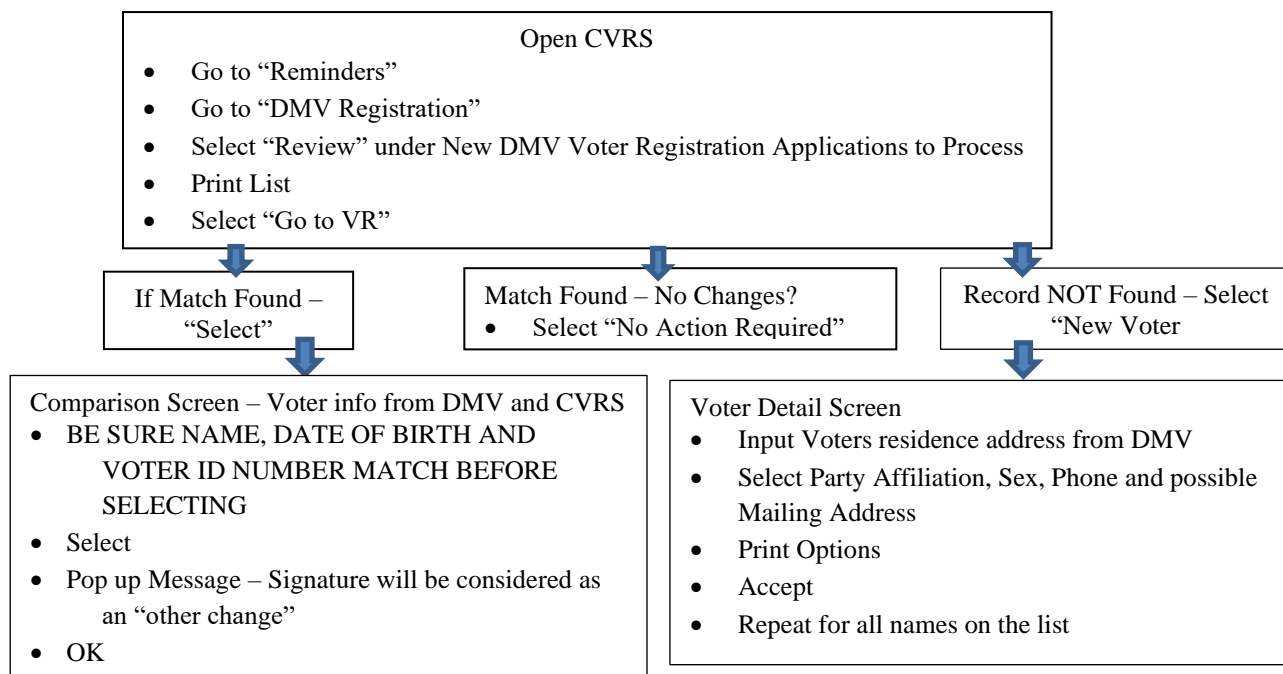 Open CVRS
• Go to “Reminders”
• Go to “DMV Registration”
• Select “Review” under New DMV Voter Registration Applications to Process
• Print List
• Select “Go to VR”
If Match Found –
“Select”
Match Found – No Changes?
• Select “No Action Required”
Record NOT Found – Select
“New Voter
Comparison Screen – Voter info from DMV and CVRS
• BE SURE NAME, DATE OF BIRTH AND
VOTER ID NUMBER MATCH BEFORE
SELECTING
• Select
• Pop up Message – Signature will be considered as
an “other change”
• OK
Voter Detail Screen
• Input Voters residence address from DMV
• Select Party Affiliation, Sex, Phone and possible
Mailing Address
• Print Options
• Accept
• Repeat for all names on the list